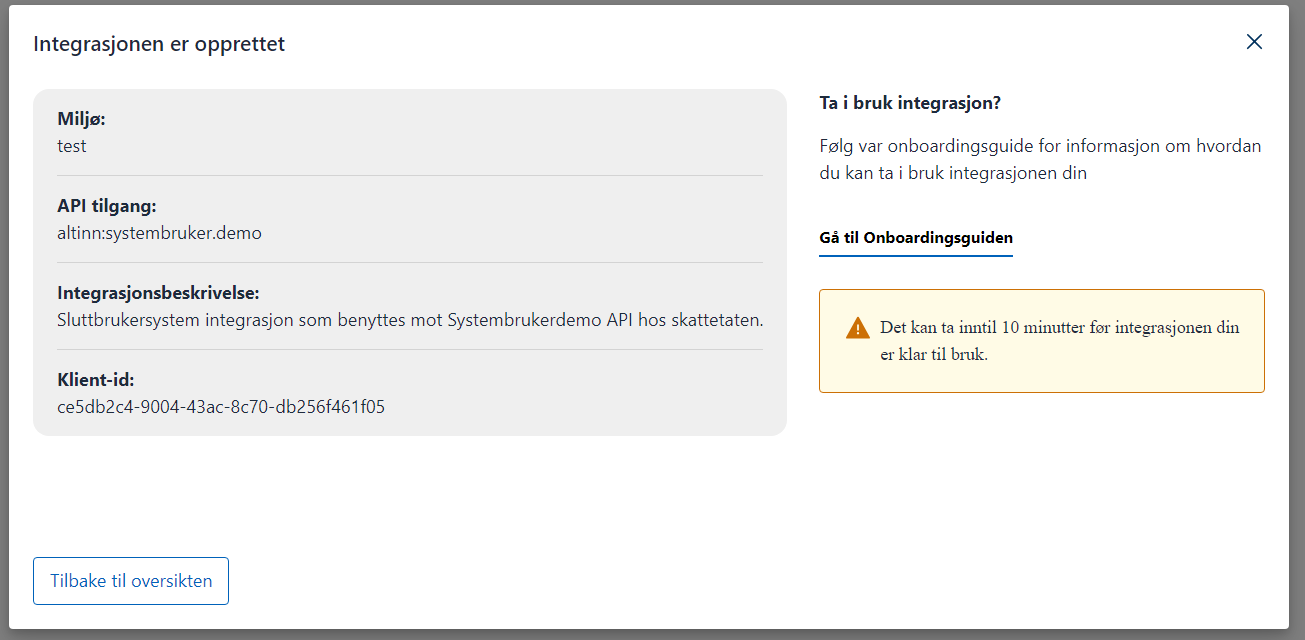 Integrasjonen er opprettet
Miljø:
test
API tilgang:
altinn:systembruker.demo
Integrasjonsbeskrivelse:
Sluttbrukersystem integrasjon som benyttes mot Systembrukerdemo API hos skattetaten.
Klient-id:
ce5db2c4-9004-43ac-8c70-db256f461f05
Ta i bruk integrasjon?
Følg var onboardingsguide for informasjon om hvordan
du kan ta i bruk integrasjonen din
Gå til Onboardingsguiden
Det kan ta inntil 10 minutter før integrasjonen din
er klar til bruk.
Tilbake til oversikten